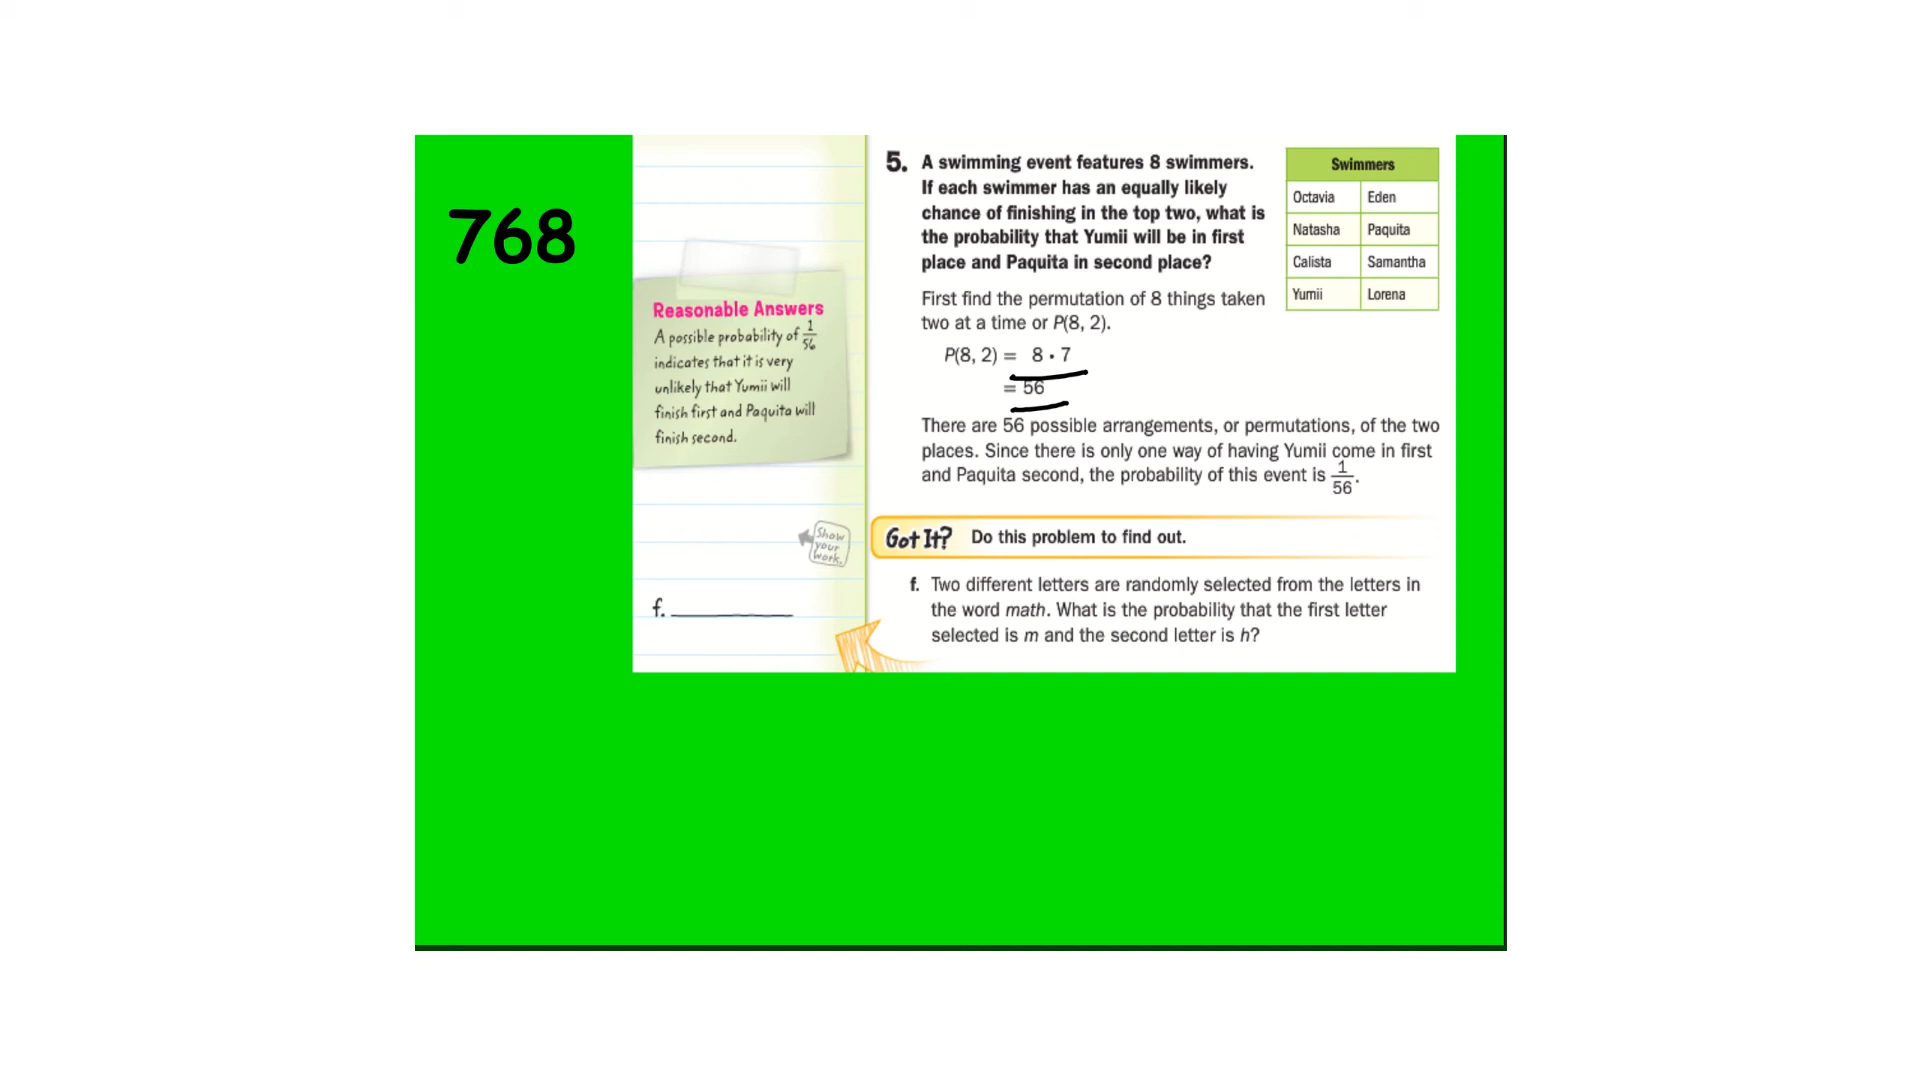 768
5. A swimming event features 8 swimmers.
If each swimmer has an equally likely
chance of finishing in the top two, what is
the probability that Yumii will be in first
place and Paquita in second place?
Swimmers
Octavia Eden
Natasha Paquita
Calista Samantha
Yumii Lorena
First find the permutation of 8 things taken
two at a time or P(8, 2).
P(8, 2) = 8 • 7
= 56
There are 56 possible arrangements, or permutations, of the two
places. Since there is only one way of having Yumii come in first
and Paquita second, the probability of this event is 1/56.
Reasonable Answers
A possible probability of 1/56
indicates that it is very
unlikely that Yumii will
finish first and Paquita will
finish second.
Show
your
work.
Got It? Do this problem to find out.
f. Two different letters are randomly selected from the letters in
the word math. What is the probability that the first letter
selected is m and the second letter is h?
f. ________